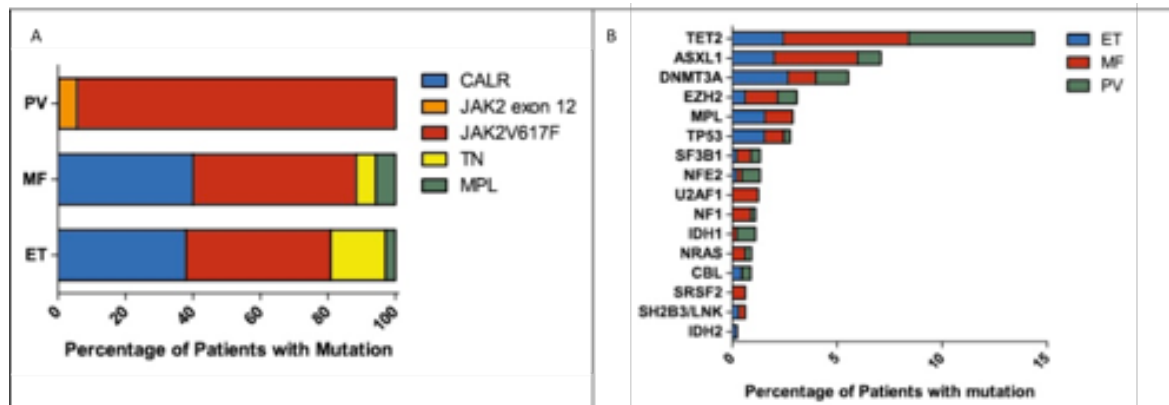 A
PV
MF
ET
0 20 40 60 80 100
Percentage of Patients with Mutation
CALR
JAK2 exon 12
JAK2V617F
TN
MPL
B
TET2
ASXL1
DNMT3A
EZH2
MPL
TP53
SF3B1
NFE2
U2AF1
NF1
IDH1
NRAS
CBL
SRSF2
SH2B3/LNK
IDH2
0 5 10 15
Percentage of Patients with mutation
ET
MF
PV